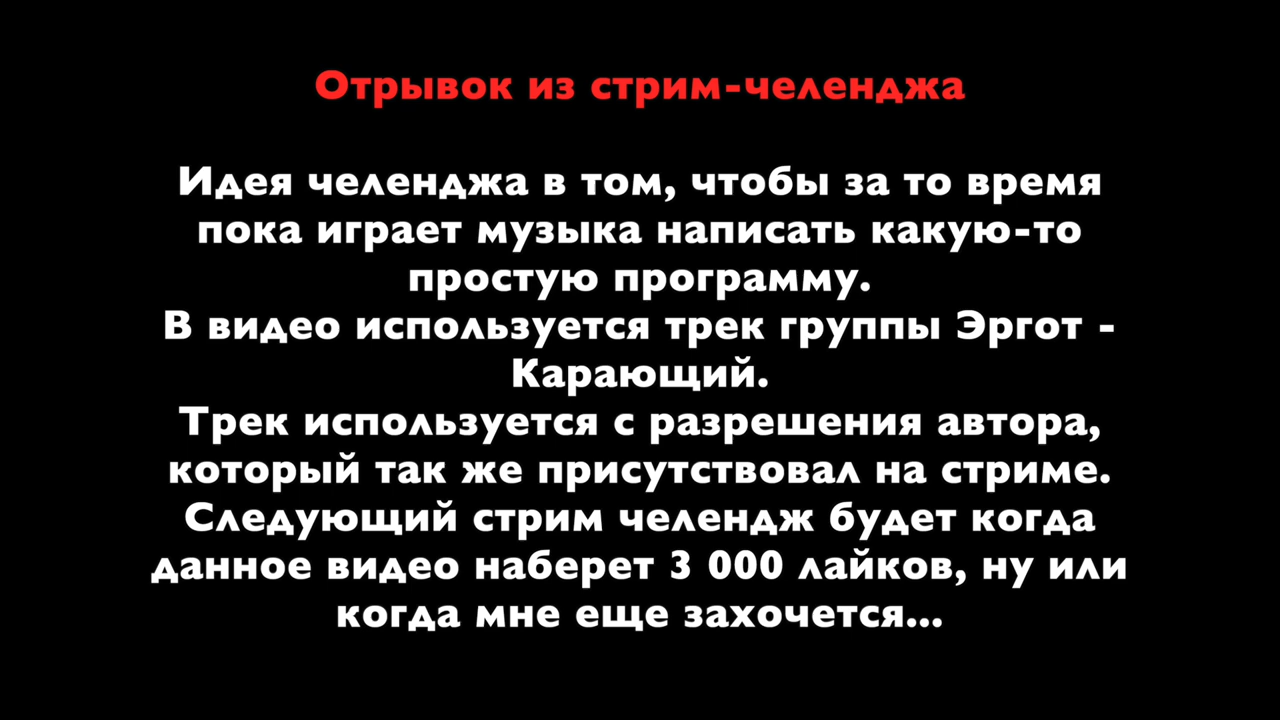 Отрывок из стрим-челенджа
Идея челенджа в том, чтобы за то время
пока играет музыка написать какую-то
простую программу.
В видео используется трек группы Эргот -
Карающий.
Трек используется с разрешения автора,
который так же присутствовал на стриме.
Следующий стрим челендж будет когда
данное видео наберет 3 000 лайков, ну или
когда мне еще захочется...